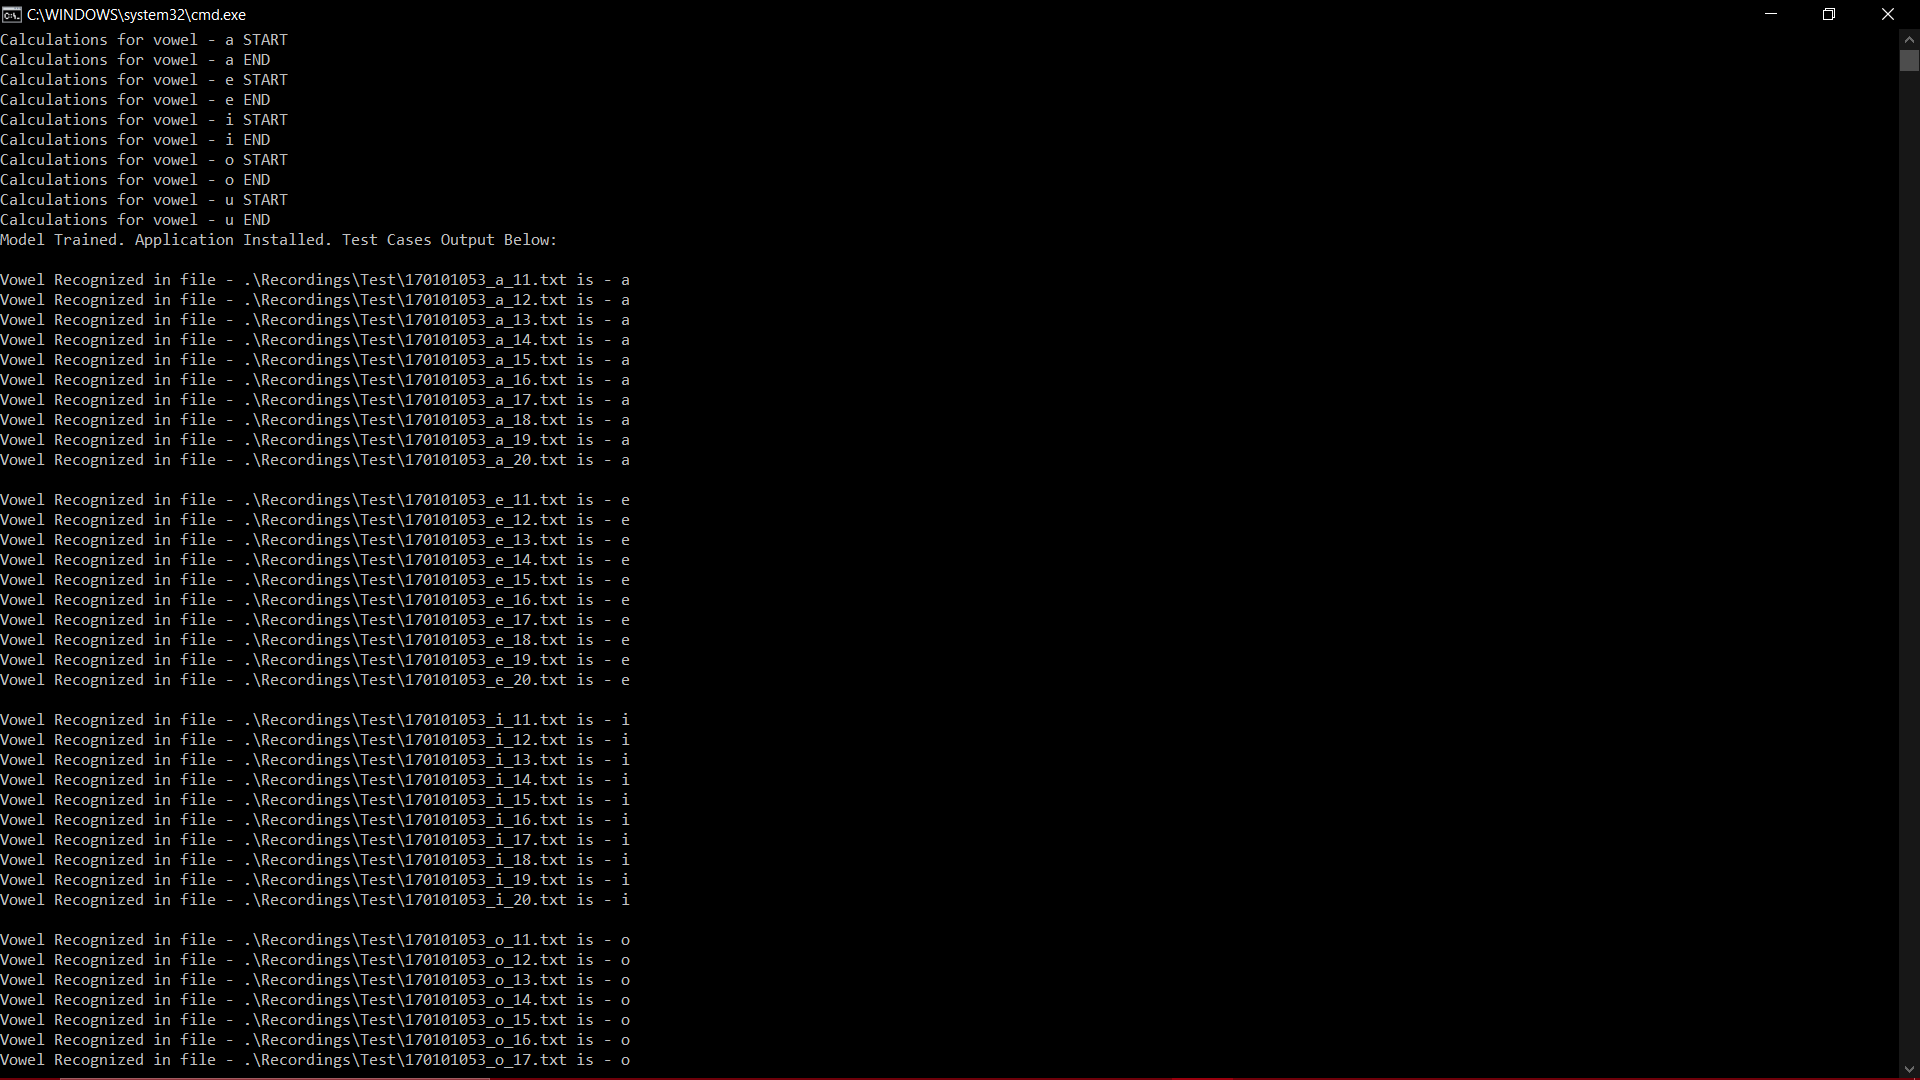 C:\WINDOWS\system32\cmd.exe
Calculations for vowel - a START
Calculations for vowel - a END
Calculations for vowel - e START
Calculations for vowel - e END
Calculations for vowel - i START
Calculations for vowel - i END
Calculations for vowel - o START
Calculations for vowel - o END
Calculations for vowel - u START
Calculations for vowel - u END
Model Trained. Application Installed. Test Cases Output Below:

Vowel Recognized in file - .\Recordings\Test\170101053_a_11.txt is - a
Vowel Recognized in file - .\Recordings\Test\170101053_a_12.txt is - a
Vowel Recognized in file - .\Recordings\Test\170101053_a_13.txt is - a
Vowel Recognized in file - .\Recordings\Test\170101053_a_14.txt is - a
Vowel Recognized in file - .\Recordings\Test\170101053_a_15.txt is - a
Vowel Recognized in file - .\Recordings\Test\170101053_a_16.txt is - a
Vowel Recognized in file - .\Recordings\Test\170101053_a_17.txt is - a
Vowel Recognized in file - .\Recordings\Test\170101053_a_18.txt is - a
Vowel Recognized in file - .\Recordings\Test\170101053_a_19.txt is - a
Vowel Recognized in file - .\Recordings\Test\170101053_a_20.txt is - a

Vowel Recognized in file - .\Recordings\Test\170101053_e_11.txt is - e
Vowel Recognized in file - .\Recordings\Test\170101053_e_12.txt is - e
Vowel Recognized in file - .\Recordings\Test\170101053_e_13.txt is - e
Vowel Recognized in file - .\Recordings\Test\170101053_e_14.txt is - e
Vowel Recognized in file - .\Recordings\Test\170101053_e_15.txt is - e
Vowel Recognized in file - .\Recordings\Test\170101053_e_16.txt is - e
Vowel Recognized in file - .\Recordings\Test\170101053_e_17.txt is - e
Vowel Recognized in file - .\Recordings\Test\170101053_e_18.txt is - e
Vowel Recognized in file - .\Recordings\Test\170101053_e_19.txt is - e
Vowel Recognized in file - .\Recordings\Test\170101053_e_20.txt is - e

Vowel Recognized in file - .\Recordings\Test\170101053_i_11.txt is - i
Vowel Recognized in file - .\Recordings\Test\170101053_i_12.txt is - i
Vowel Recognized in file - .\Recordings\Test\170101053_i_13.txt is - i
Vowel Recognized in file - .\Recordings\Test\170101053_i_14.txt is - i
Vowel Recognized in file - .\Recordings\Test\170101053_i_15.txt is - i
Vowel Recognized in file - .\Recordings\Test\170101053_i_16.txt is - i
Vowel Recognized in file - .\Recordings\Test\170101053_i_17.txt is - i
Vowel Recognized in file - .\Recordings\Test\170101053_i_18.txt is - i
Vowel Recognized in file - .\Recordings\Test\170101053_i_19.txt is - i
Vowel Recognized in file - .\Recordings\Test\170101053_i_20.txt is - i

Vowel Recognized in file - .\Recordings\Test\170101053_o_11.txt is - o
Vowel Recognized in file - .\Recordings\Test\170101053_o_12.txt is - o
Vowel Recognized in file - .\Recordings\Test\170101053_o_13.txt is - o
Vowel Recognized in file - .\Recordings\Test\170101053_o_14.txt is - o
Vowel Recognized in file - .\Recordings\Test\170101053_o_15.txt is - o
Vowel Recognized in file - .\Recordings\Test\170101053_o_16.txt is - o
Vowel Recognized in file - .\Recordings\Test\170101053_o_17.txt is - o